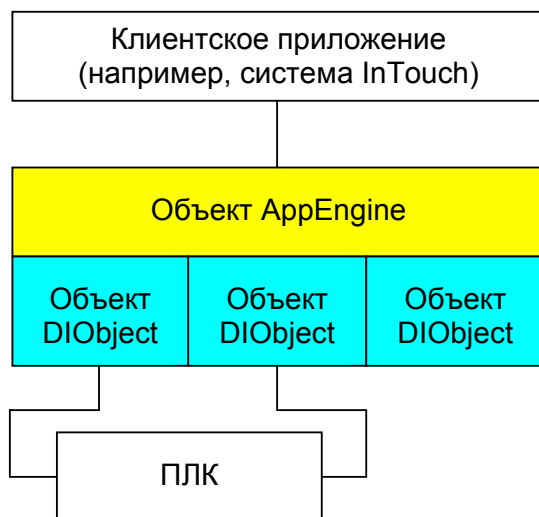 Клиентское приложение
(например, система InTouch)
Объект AppEngine
Объект
DIObject
Объект
DIObject
Объект
DIObject
ПЛК